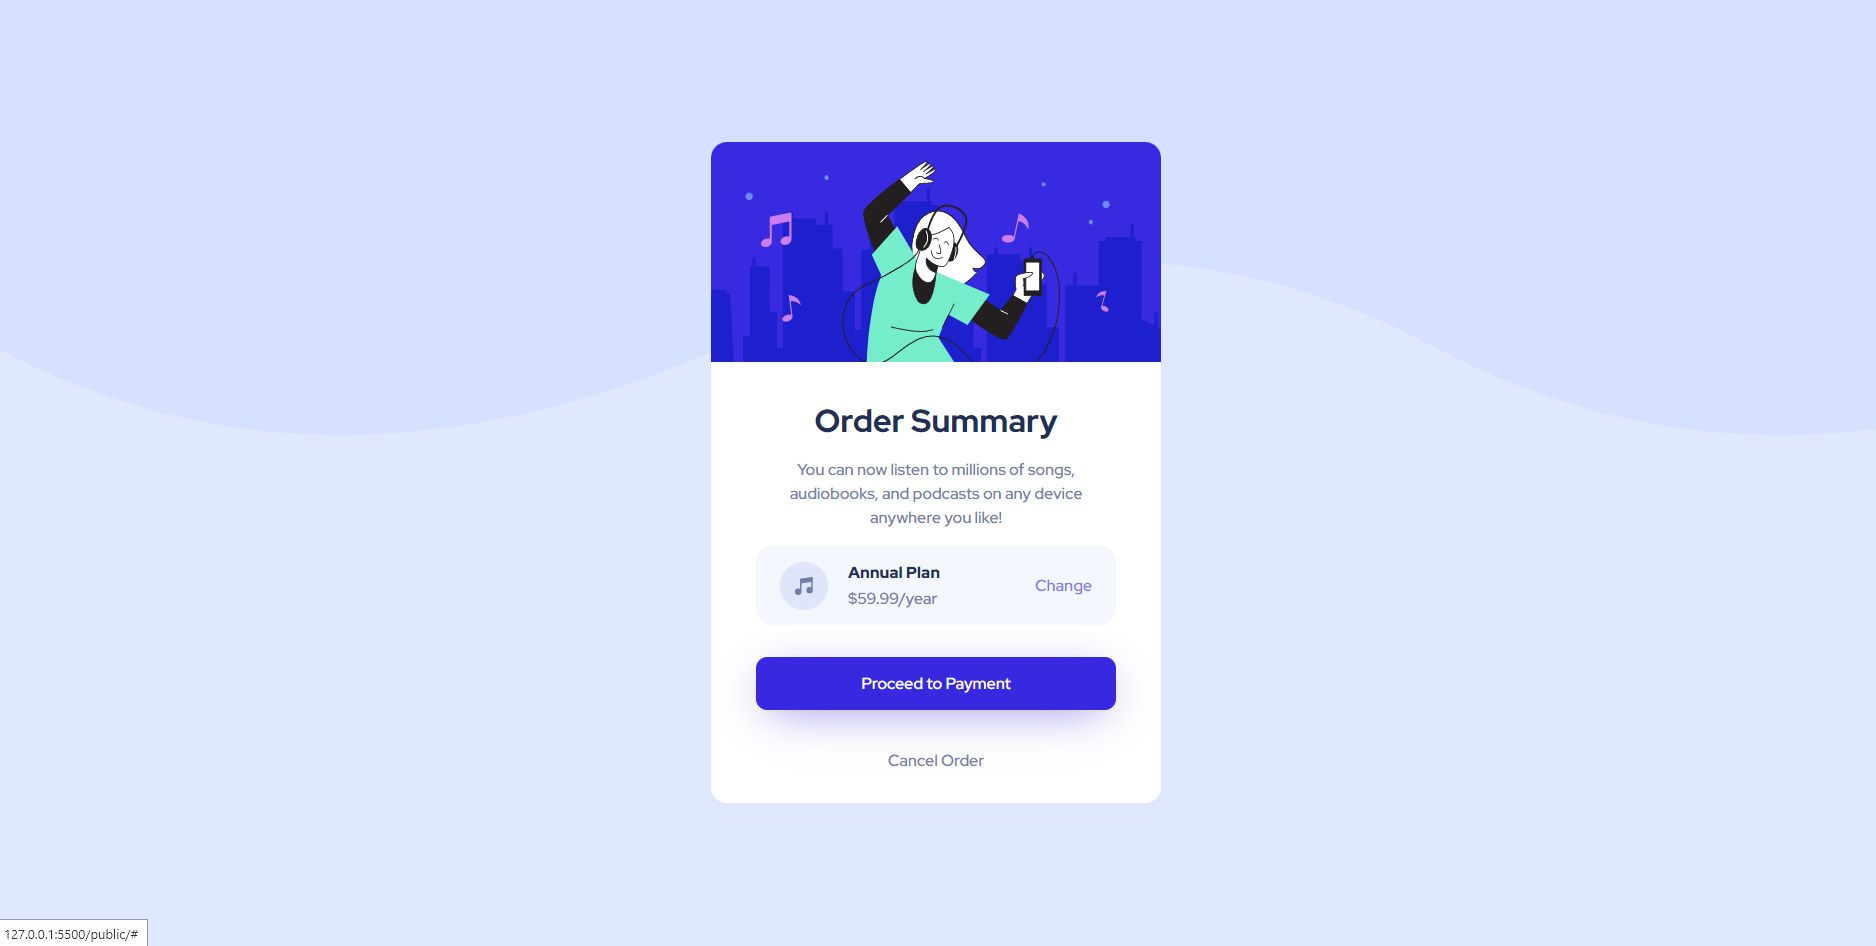 Order Summary
You can now listen to millions of songs,
audiobooks, and podcasts on any device
anywhere you like!
Annual Plan
$59.99/year
Change
Proceed to Payment
Cancel Order
127.0.0.1:5500/public/#